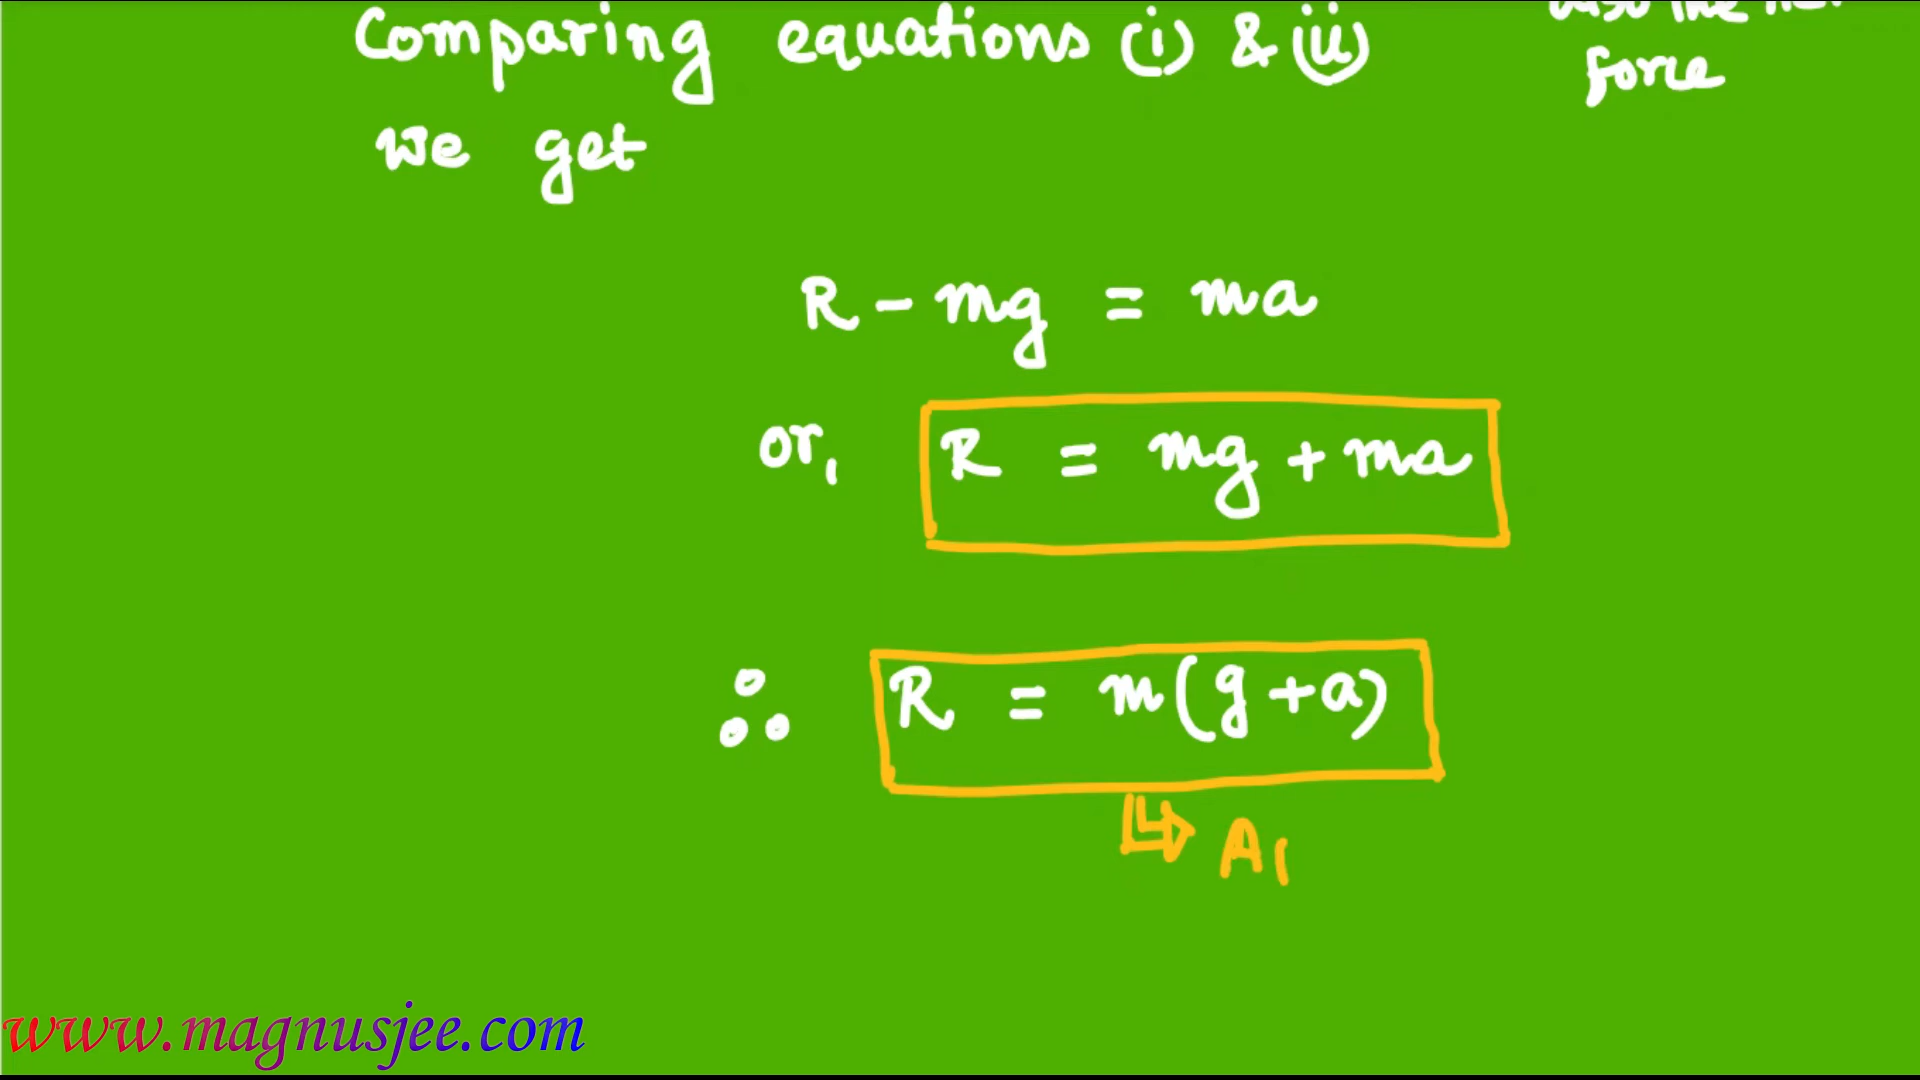 Comparing equations (i) & (ii)
force
we get
R - mg = ma
or, R = mg + ma
∴ R = m(g+a)
A1
www.magnusjee.com